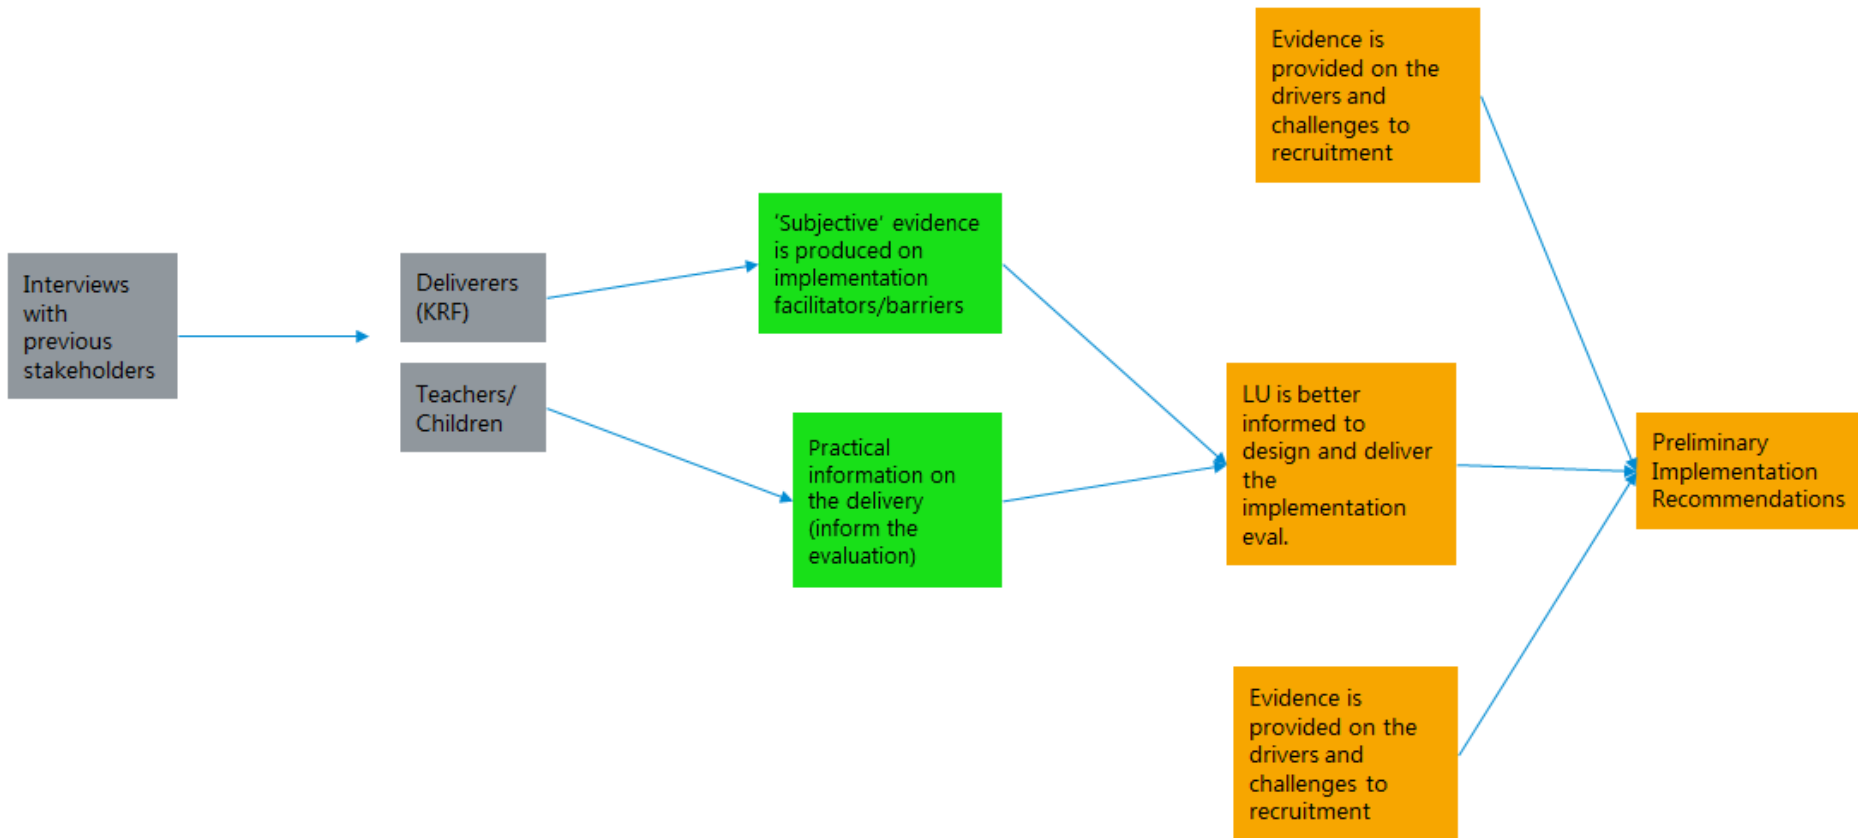 Interviews
with
previous
stakeholders
Deliverers
(KRF)
Teachers/
Children
‘Subjective’ evidence
is produced on
implementation
facilitators/barriers
Practical
information on
the delivery
(inform the
evaluation)
Evidence is
provided on the
drivers and
challenges to
recruitment
LU is better
informed to
design and deliver
the
implementation
eval.
Evidence is
provided on the
drivers and
challenges to
recruitment
Preliminary
Implementation
Recommendations